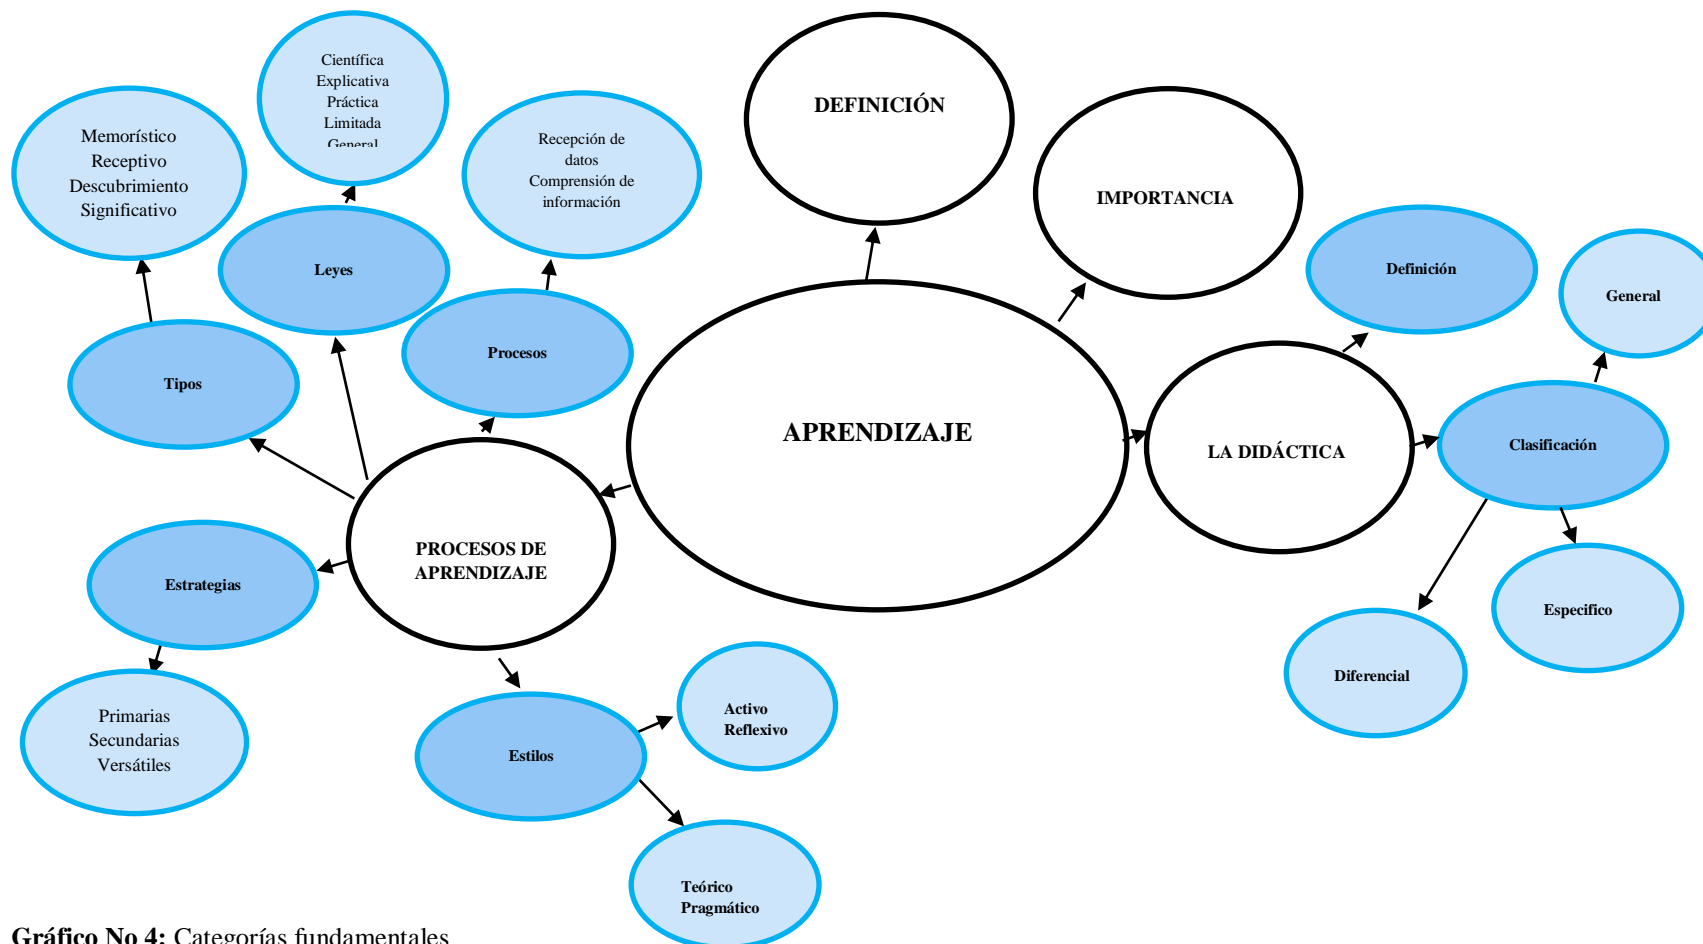 Científica
Explicativa
Práctica
Limitada
General
Memorístico
Receptivo
Descubrimiento
Significativo
Recepción de
datos
Comprensión de
información
DEFINICIÓN
IMPORTANCIA
Leyes
Procesos
Tipos
Definición
General
APRENDIZAJE
LA DIDÁCTICA
Clasificación
PROCESOS DE
APRENDIZAJE
Estrategias
Especifico
Diferencial
Primarias
Secundarias
Versátiles
Estilos
Activo
Reflexivo
Teórico
Pragmático
Gráfico No 4: Categorías fundamentales